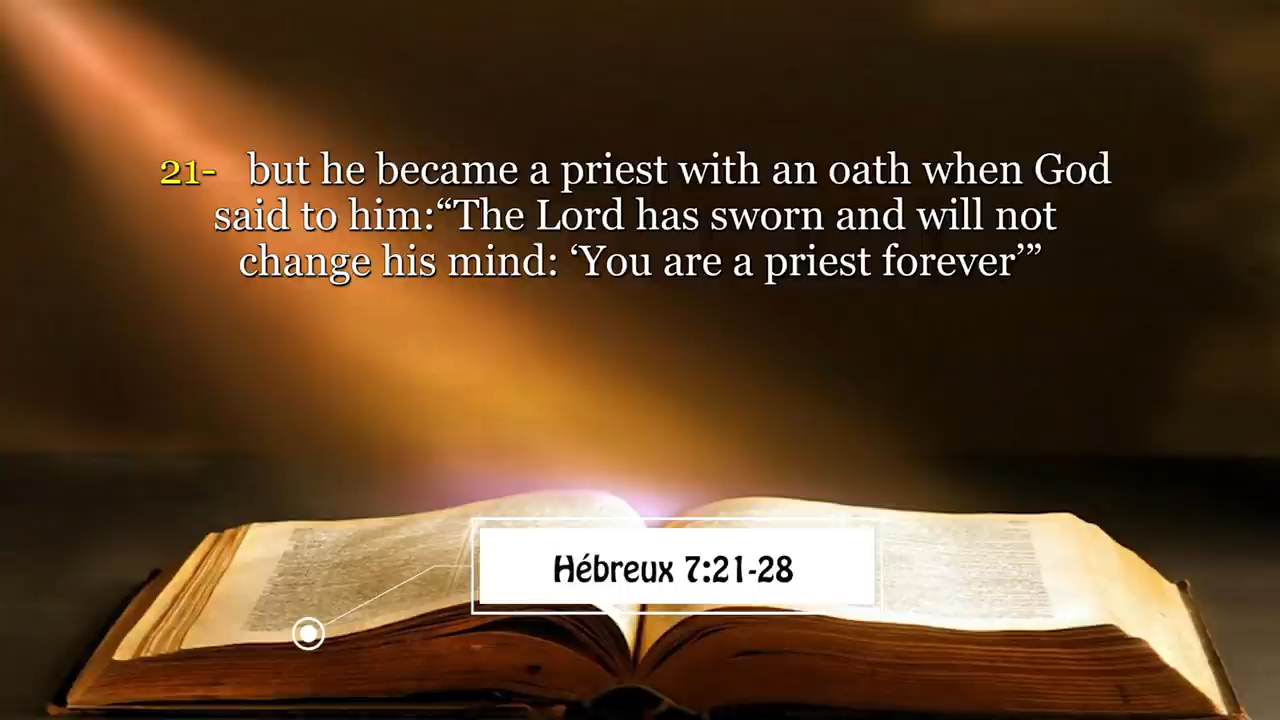 21- but he became a priest with an oath when God
said to him:“The Lord has sworn and will not
change his mind: ‘You are a priest forever’”
Hébreux 7:21-28